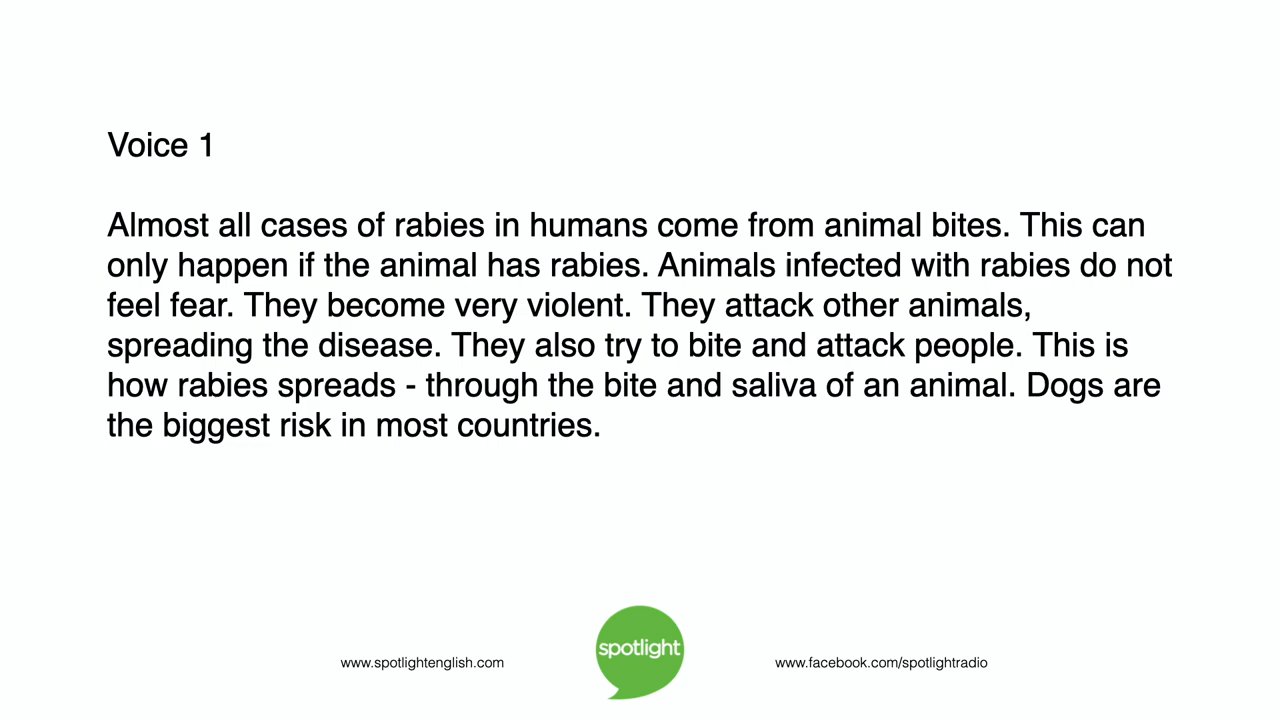 Voice 1
Almost all cases of rabies in humans come from animal bites. This can
only happen if the animal has rabies. Animals infected with rabies do not
feel fear. They become very violent. They attack other animals,
spreading the disease. They also try to bite and attack people. This is
how rabies spreads - through the bite and saliva of an animal. Dogs are
the biggest risk in most countries.
www.spotlightenglish.com
spotlight
www.facebook.com/spotlightradio